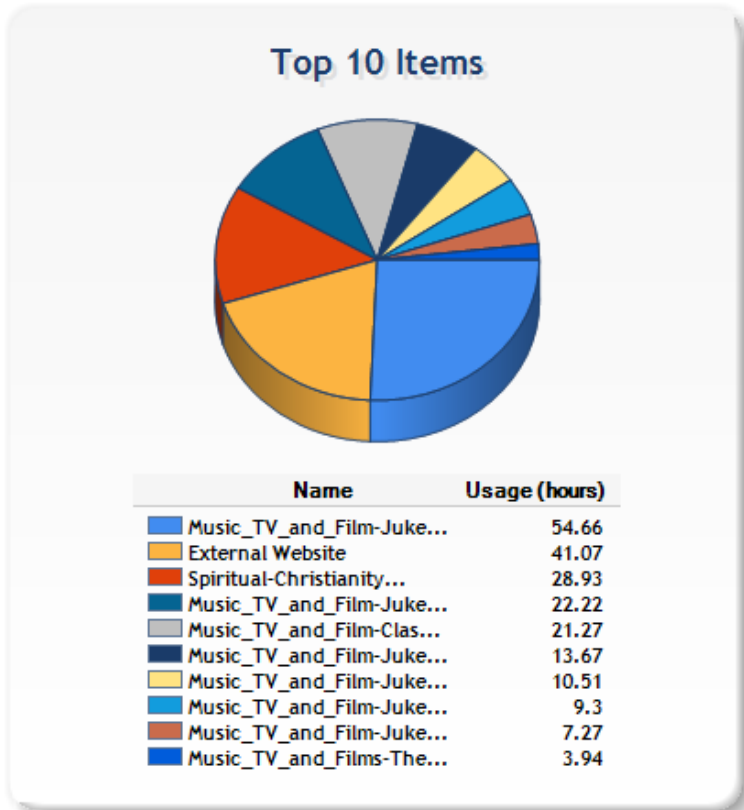 Top 10 Items
Name Usage (hours)
Music_TV_and_Film-Juke... 54.66
External Website 41.07
Spiritual-Christianity... 28.93
Music_TV_and_Film-Juke... 22.22
Music_TV_and_Film-Clas... 21.27
Music_TV_and_Film-Juke... 13.67
Music_TV_and_Film-Juke... 10.51
Music_TV_and_Film-Juke... 9.3
Music_TV_and_Film-Juke... 7.27
Music_TV_and_Films-The... 3.94